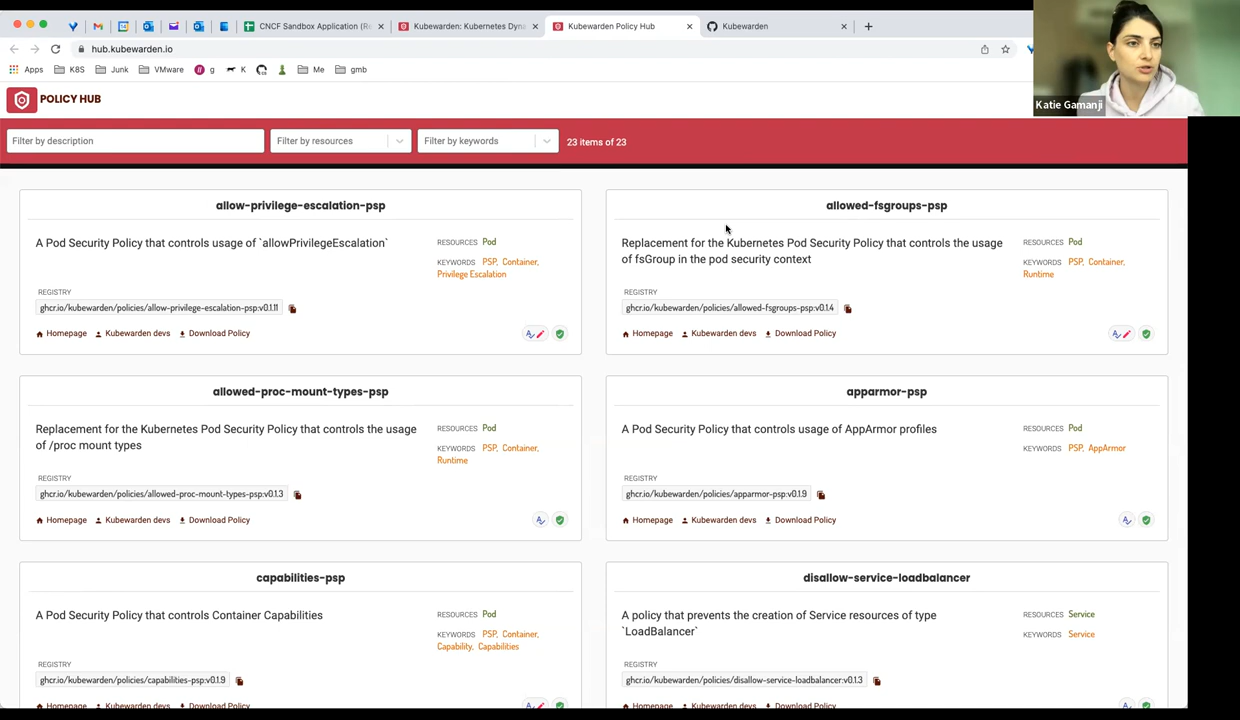 CNCF Sandbox Application (Re
Kubewarden: Kubernetes Dyna
Kubewarden Policy Hub
Kubewarden
hub.kubewarden.io
Apps
K8S
Junk
VMware
g
K
Me
gmb
Katie Gamanji
POLICY HUB
Filter by description
Filter by resources
Filter by keywords
23 items of 23
allow-privilege-escalation-psp
A Pod Security Policy that controls usage of `allowPrivilegeEscalation`
RESOURCES Pod
KEYWORDS PSP, Container,
Privilege Escalation
REGISTRY
ghcr.io/kubewarden/policies/allow-privilege-escalation-psp:v0.1.11
Homepage Kubewarden devs Download Policy
allowed-fsgroups-psp
Replacement for the Kubernetes Pod Security Policy that controls the usage
of fsGroup in the pod security context
RESOURCES Pod
KEYWORDS PSP, Container,
Runtime
REGISTRY
ghcr.io/kubewarden/policies/allowed-fsgroups-psp:v0.1.4
Homepage Kubewarden devs Download Policy
allowed-proc-mount-types-psp
Replacement for the Kubernetes Pod Security Policy that controls the usage
of /proc mount types
RESOURCES Pod
KEYWORDS PSP, Container,
Runtime
REGISTRY
ghcr.io/kubewarden/policies/allowed-proc-mount-types-psp:v0.1.3
Homepage Kubewarden devs Download Policy
apparmor-psp
A Pod Security Policy that controls usage of AppArmor profiles
RESOURCES Pod
KEYWORDS PSP, AppArmor
REGISTRY
ghcr.io/kubewarden/policies/apparmor-psp:v0.1.9
Homepage Kubewarden devs Download Policy
capabilities-psp
A Pod Security Policy that controls Container Capabilities
RESOURCES Pod
KEYWORDS PSP, Container,
Capability, Capabilities
REGISTRY
ghcr.io/kubewarden/policies/capabilities-psp:v0.1.9
Homepage Kubewarden devs Download Policy
disallow-service-loadbalancer
A policy that prevents the creation of Service resources of type
`LoadBalancer`
RESOURCES Service
KEYWORDS Service
REGISTRY
ghcr.io/kubewarden/policies/disallow-service-loadbalancer:v0.1.3
Homepage Kubewarden devs Download Policy